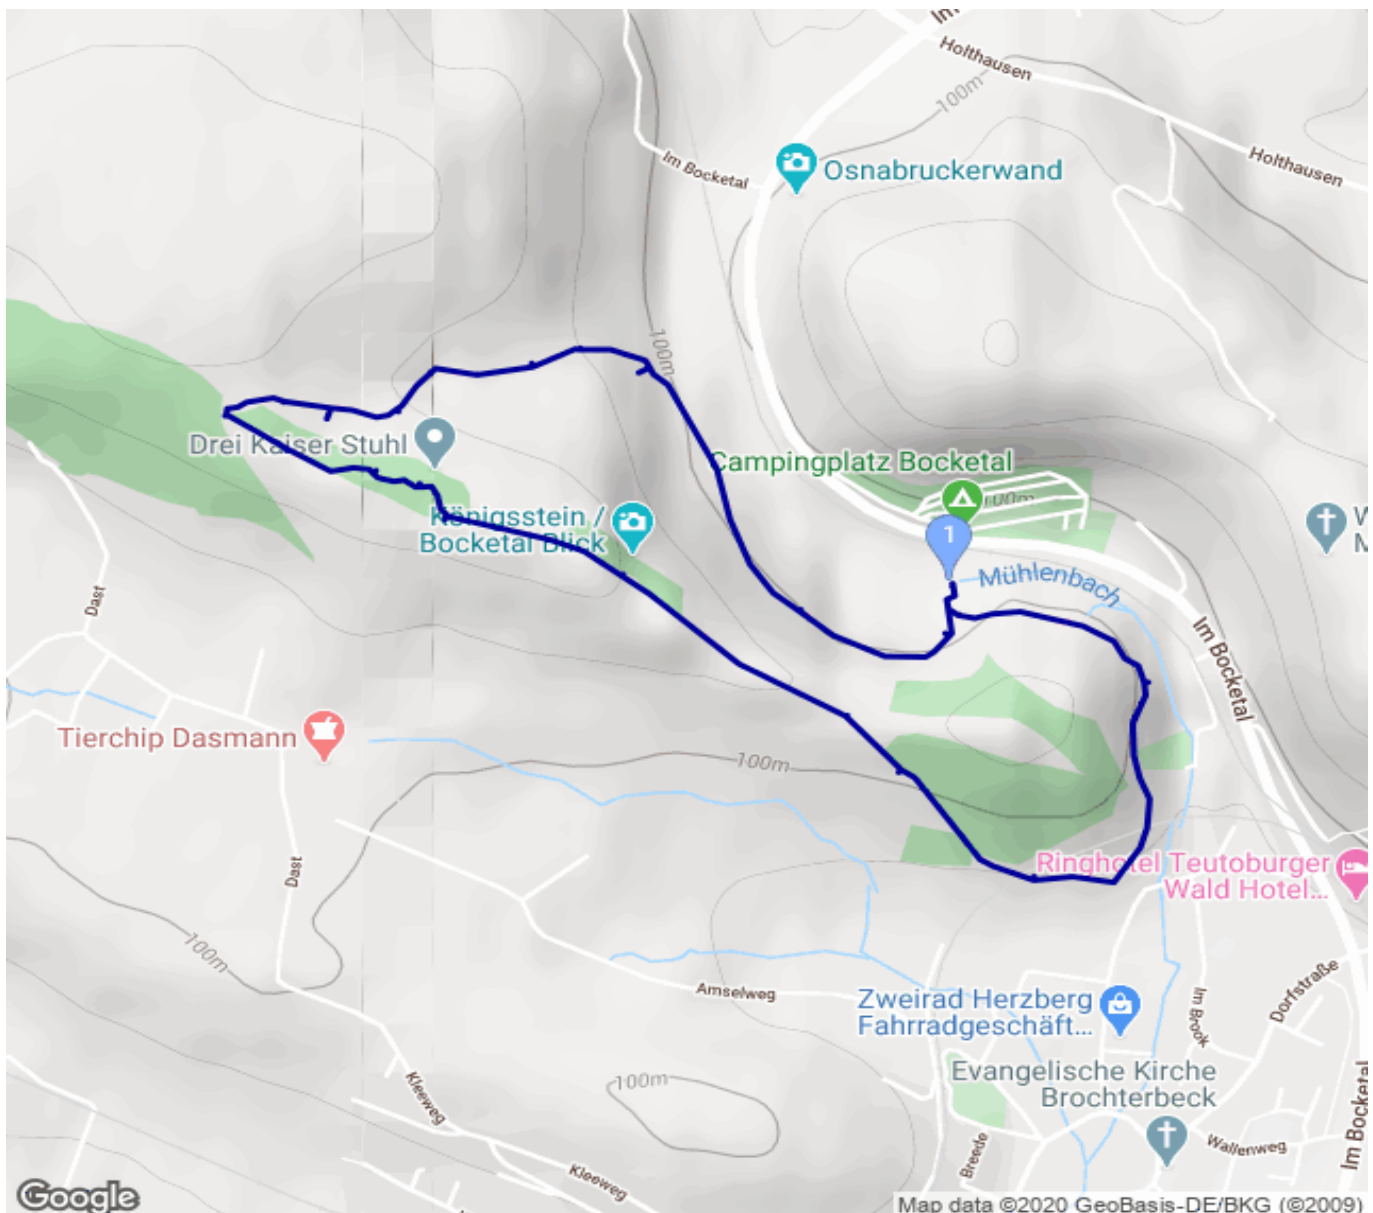 Im
Holthausen
100m
Im Bocketal
Osnabruckerwand
Holthausen
100m
Drei Kaiser Stuhl
Campingplatz Bocketal
100m
Königsstein /
Bocketal Blick
1
W
M
Mühlenbach
Dast
Im Bocketal
Tierchip Dasmann
100m
Dast
Ringhotel Teutoburger
Wald Hotel...
100m
Amselweg
Zweirad Herzberg
Fahrradgeschäft...
Im Brook
Dorfstraße
100m
Kleeweg
Evangelische Kirche
Brochterbeck
Im Bocketal
Breede
Wallenweg
Kleeweg
Google
Map data ©2020 GeoBasis-DE/BKG (©2009)